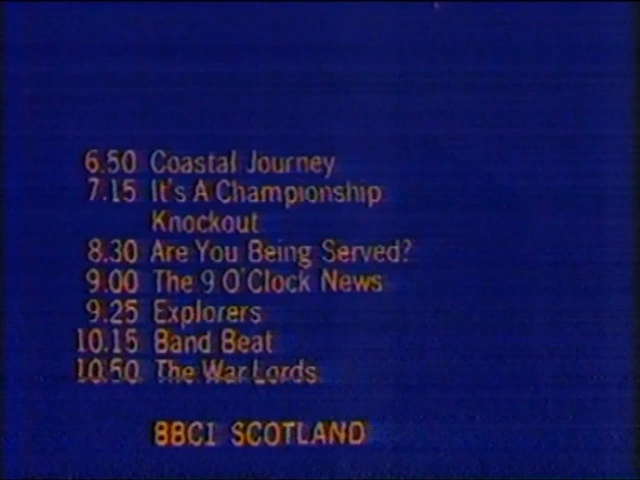 6.50 Coastal Journey
7.15 It's A Championship
Knockout
8.30 Are You Being Served?
9.00 The 9 O'Clock News
9.25 Explorers
10.15 Band Beat
10.50 The War Lords
BBC1 SCOTLAND